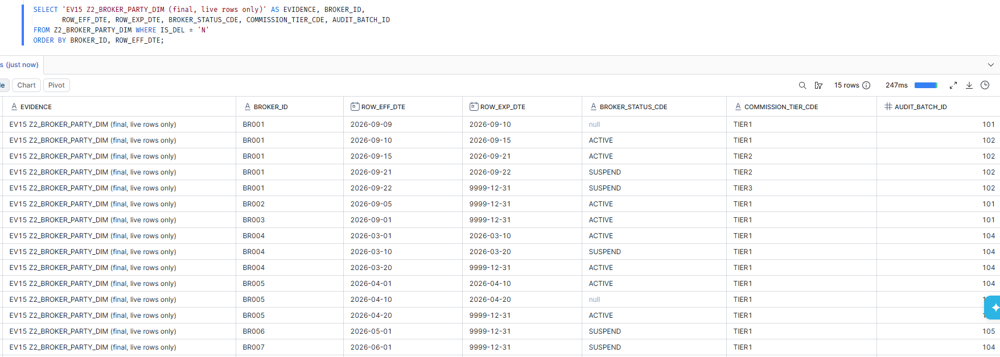 SELECT 'EV15 Z2_BROKER_PARTY_DIM (final, live rows only)' AS EVIDENCE, BROKER_ID,
ROW_EFF_DTE, ROW_EXP_DTE, BROKER_STATUS_CDE, COMMISSION_TIER_CDE, AUDIT_BATCH_ID
FROM Z2_BROKER_PARTY_DIM WHERE IS_DEL = 'N'
ORDER BY BROKER_ID, ROW_EFF_DTE;
s (just now)
le Chart Pivot 15 rows 247ms
EVIDENCE BROKER_ID ROW_EFF_DTE ROW_EXP_DTE BROKER_STATUS_CDE COMMISSION_TIER_CDE AUDIT_BATCH_ID
EV15 Z2_BROKER_PARTY_DIM (final, live rows only) BR001 2026-09-09 2026-09-10 null TIER1 101
EV15 Z2_BROKER_PARTY_DIM (final, live rows only) BR001 2026-09-10 2026-09-15 ACTIVE TIER1 102
EV15 Z2_BROKER_PARTY_DIM (final, live rows only) BR001 2026-09-15 2026-09-21 ACTIVE TIER2 102
EV15 Z2_BROKER_PARTY_DIM (final, live rows only) BR001 2026-09-21 2026-09-22 SUSPEND TIER2 102
EV15 Z2_BROKER_PARTY_DIM (final, live rows only) BR001 2026-09-22 9999-12-31 SUSPEND TIER3 102
EV15 Z2_BROKER_PARTY_DIM (final, live rows only) BR002 2026-09-05 9999-12-31 ACTIVE TIER1 101
EV15 Z2_BROKER_PARTY_DIM (final, live rows only) BR003 2026-09-01 9999-12-31 ACTIVE TIER1 101
EV15 Z2_BROKER_PARTY_DIM (final, live rows only) BR004 2026-03-01 2026-03-10 ACTIVE TIER1 104
EV15 Z2_BROKER_PARTY_DIM (final, live rows only) BR004 2026-03-10 2026-03-20 SUSPEND TIER1 104
EV15 Z2_BROKER_PARTY_DIM (final, live rows only) BR004 2026-03-20 9999-12-31 ACTIVE TIER1 104
EV15 Z2_BROKER_PARTY_DIM (final, live rows only) BR005 2026-04-01 2026-04-10 ACTIVE TIER1 104
EV15 Z2_BROKER_PARTY_DIM (final, live rows only) BR005 2026-04-10 2026-04-20 null TIER1
EV15 Z2_BROKER_PARTY_DIM (final, live rows only) BR005 2026-04-20 9999-12-31 ACTIVE TIER1
EV15 Z2_BROKER_PARTY_DIM (final, live rows only) BR006 2026-05-01 9999-12-31 SUSPEND TIER1 105
EV15 Z2_BROKER_PARTY_DIM (final, live rows only) BR007 2026-06-01 9999-12-31 SUSPEND TIER1 104